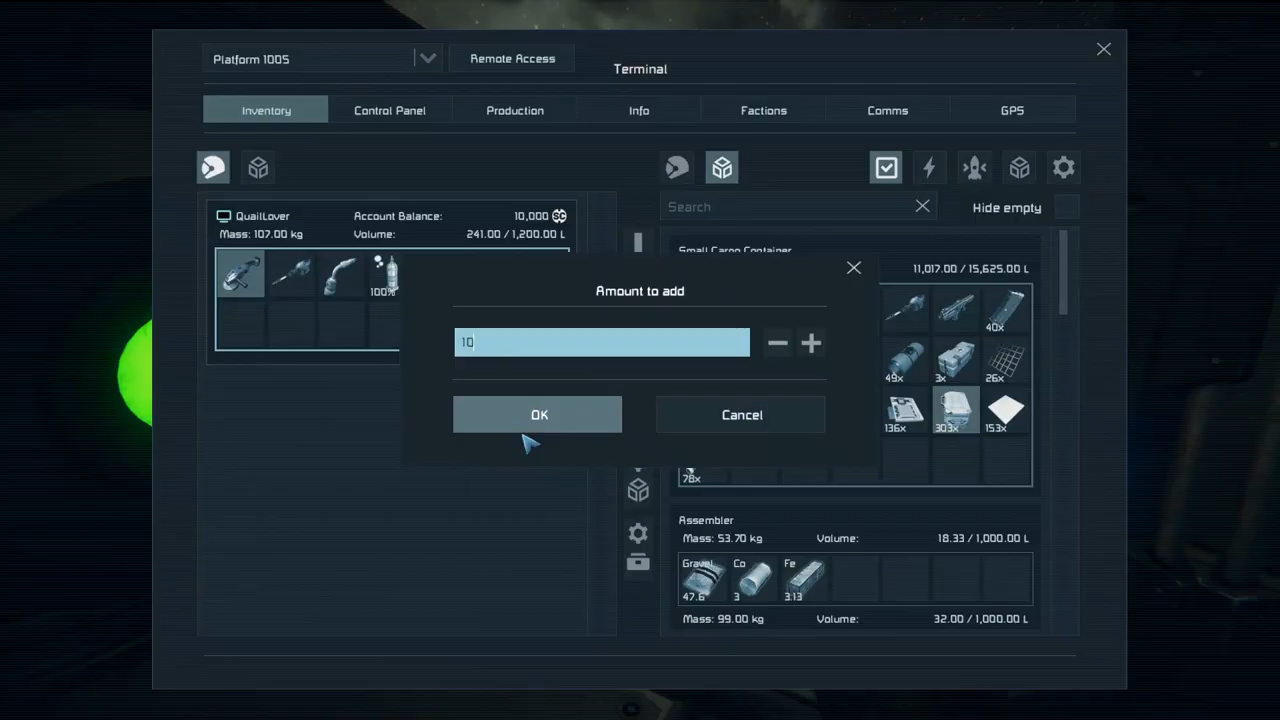 Platform 1005
Remote Access
Terminal
Inventory
Control Panel
Production
Info
Factions
Comms
GPS
Search
Hide empty
QuailLover
Account Balance:
10,000 SC
Mass: 107.00 kg
Volume:
241.00 / 1,200.00 L
100%
Small Cargo Container
11,017.00 / 15,625.00 L
40x
49x
3x
26x
136x
303x
153x
78x
Amount to add
10
OK
Cancel
Assembler
Mass: 53.70 kg
Volume:
18.33 / 1,000.00 L
Gravel
Co
Fe
47.6
3
3.13
Mass: 99.00 kg
Volume:
32.00 / 1,000.00 L